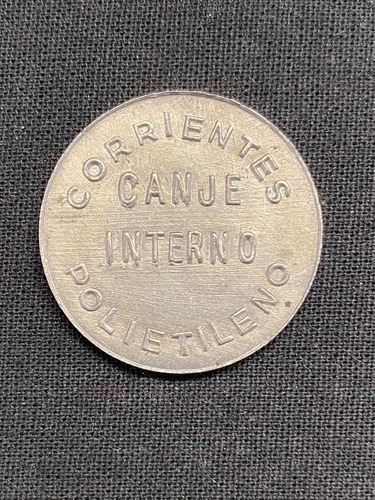 CORRIENTES
CANJE
INTERNO
POLIETILENO